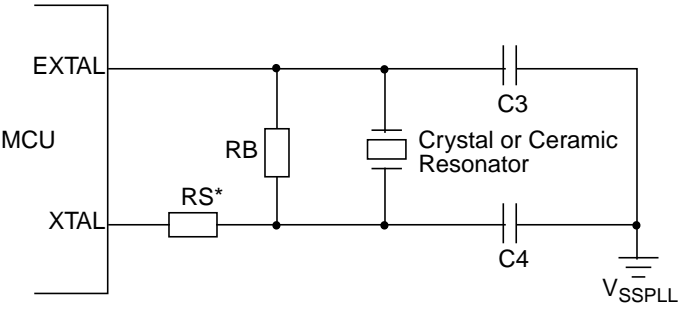 EXTAL
C3
MCU
RB
Crystal or Ceramic
Resonator
RS*
XTAL
C4
VSSPLL